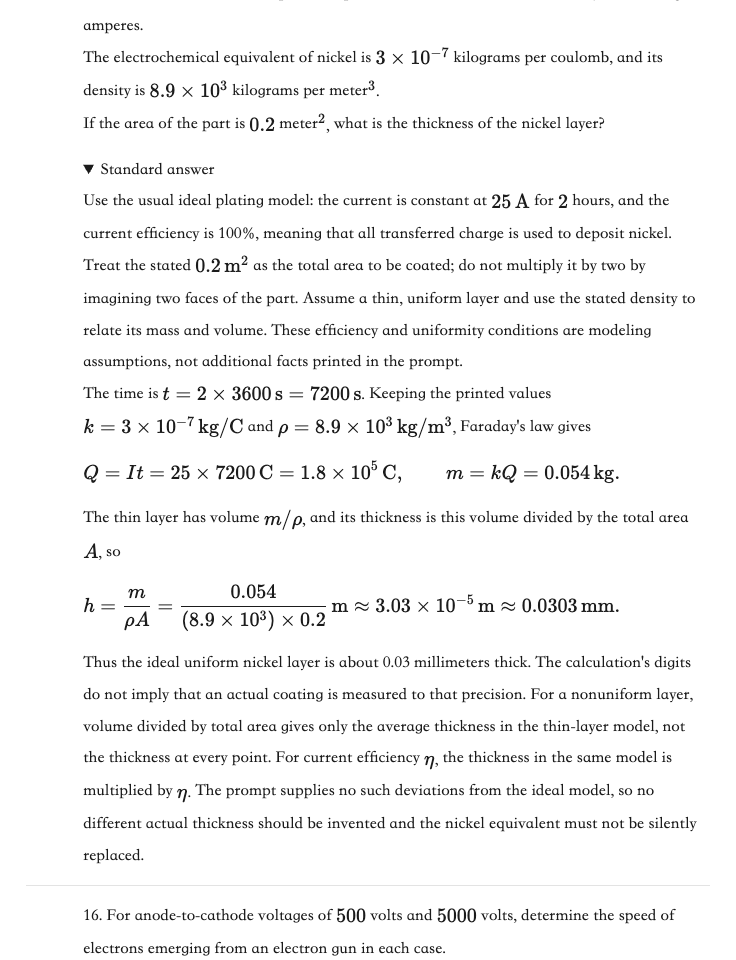 amperes.
The electrochemical equivalent of nickel is 3 × 10⁻⁷ kilograms per coulomb, and its
density is 8.9 × 10³ kilograms per meter³.
If the area of the part is 0.2 meter², what is the thickness of the nickel layer?
▼ Standard answer
Use the usual ideal plating model: the current is constant at 25 A for 2 hours, and the
current efficiency is 100%, meaning that all transferred charge is used to deposit nickel.
Treat the stated 0.2 m² as the total area to be coated; do not multiply it by two by
imagining two faces of the part. Assume a thin, uniform layer and use the stated density to
relate its mass and volume. These efficiency and uniformity conditions are modeling
assumptions, not additional facts printed in the prompt.
The time is t = 2 × 3600 s = 7200 s. Keeping the printed values
k = 3 × 10⁻⁷ kg/C and ρ = 8.9 × 10³ kg/m³, Faraday's law gives
Q = It = 25 × 7200 C = 1.8 × 10⁵ C, m = kQ = 0.054 kg.
The thin layer has volume m/ρ, and its thickness is this volume divided by the total area
A, so
h = m/ρA = 0.054/((8.9 × 10³) × 0.2) m ≈ 3.03 × 10⁻⁵ m ≈ 0.0303 mm.
Thus the ideal uniform nickel layer is about 0.03 millimeters thick. The calculation's digits
do not imply that an actual coating is measured to that precision. For a nonuniform layer,
volume divided by total area gives only the average thickness in the thin-layer model, not
the thickness at every point. For current efficiency η, the thickness in the same model is
multiplied by η. The prompt supplies no such deviations from the ideal model, so no
different actual thickness should be invented and the nickel equivalent must not be silently
replaced.
16. For anode-to-cathode voltages of 500 volts and 5000 volts, determine the speed of
electrons emerging from an electron gun in each case.